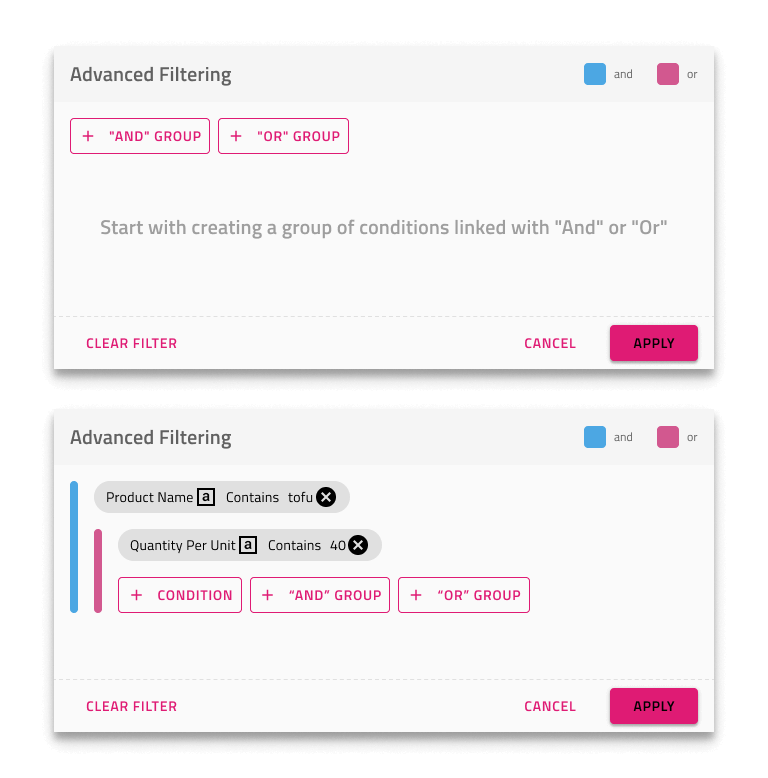 Advanced Filtering and or
+ "AND" GROUP + "OR" GROUP
Start with creating a group of conditions linked with "And" or "Or"
CLEAR FILTER CANCEL APPLY
Advanced Filtering and or
Product Name a Contains tofu
Quantity Per Unit a Contains 40
+ CONDITION + “AND” GROUP + “OR” GROUP
CLEAR FILTER CANCEL APPLY